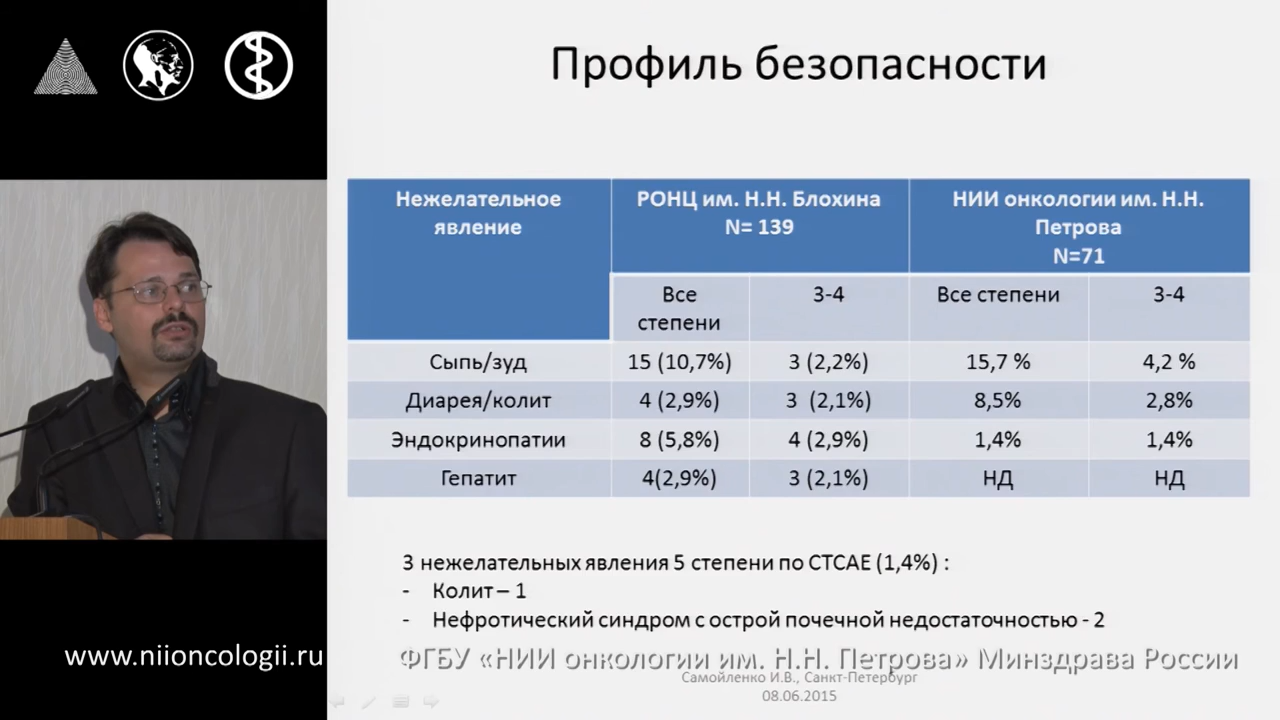 Профиль безопасности
Нежелательное
явление
РОНЦ им. Н.Н. Блохина
N= 139
НИИ онкологии им. Н.Н.
Петрова
N=71
Все
степени
3-4
Все степени
3-4
Сыпь/зуд
15 (10,7%)
3 (2,2%)
15,7 %
4,2 %
Диарея/колит
4 (2,9%)
3 (2,1%)
8,5%
2,8%
Эндокринопатии
8 (5,8%)
4 (2,9%)
1,4%
1,4%
Гепатит
4(2,9%)
3 (2,1%)
НД
НД
3 нежелательных явления 5 степени по CTCAE (1,4%) :
- Колит – 1
- Нефротический синдром с острой почечной недостаточностью - 2
www.niioncologii.ru
ФГБУ «НИИ онкологии им. Н.Н. Петрова» Минздрава России
Самойленко И.В., Санкт-Петербург
08.06.2015